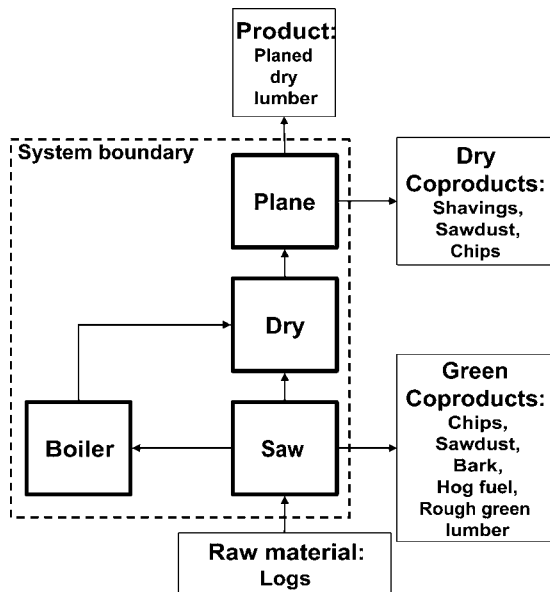 Product:
Planed
dry
lumber
System boundary
Plane
Dry
Coproducts:
Shavings,
Sawdust,
Chips
Dry
Boiler
Saw
Green
Coproducts:
Chips,
Sawdust,
Bark,
Hog fuel,
Rough green
lumber
Raw material:
Logs